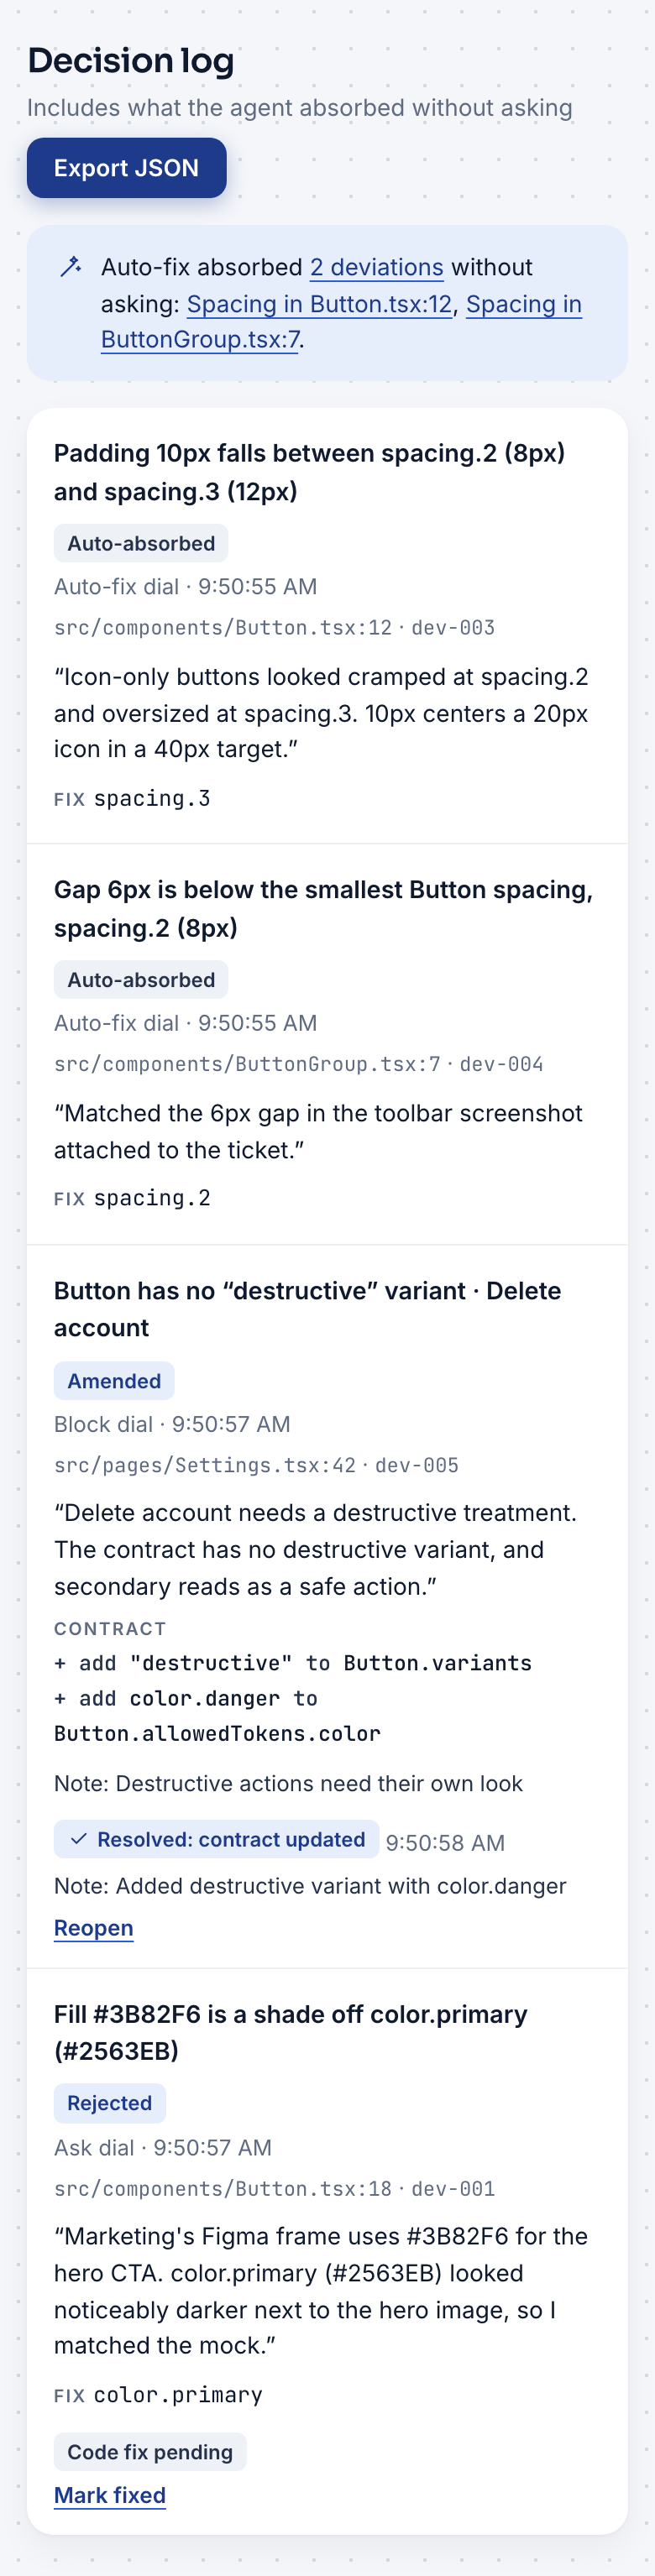 Decision log
Includes what the agent absorbed without asking
Export JSON
Auto-fix absorbed 2 deviations without
asking: Spacing in Button.tsx:12, Spacing in
ButtonGroup.tsx:7.
Padding 10px falls between spacing.2 (8px)
and spacing.3 (12px)
Auto-absorbed
Auto-fix dial · 9:50:55 AM
src/components/Button.tsx:12 · dev-003
“Icon-only buttons looked cramped at spacing.2
and oversized at spacing.3. 10px centers a 20px
icon in a 40px target.”
FIX spacing.3
Gap 6px is below the smallest Button spacing,
spacing.2 (8px)
Auto-absorbed
Auto-fix dial · 9:50:55 AM
src/components/ButtonGroup.tsx:7 · dev-004
“Matched the 6px gap in the toolbar screenshot
attached to the ticket.”
FIX spacing.2
Button has no “destructive” variant · Delete
account
Amended
Block dial · 9:50:57 AM
src/pages/Settings.tsx:42 · dev-005
“Delete account needs a destructive treatment.
The contract has no destructive variant, and
secondary reads as a safe action.”
CONTRACT
+ add "destructive" to Button.variants
+ add color.danger to
Button.allowedTokens.color
Note: Destructive actions need their own look
Resolved: contract updated 9:50:58 AM
Note: Added destructive variant with color.danger
Reopen
Fill #3B82F6 is a shade off color.primary
(#2563EB)
Rejected
Ask dial · 9:50:57 AM
src/components/Button.tsx:18 · dev-001
“Marketing's Figma frame uses #3B82F6 for the
hero CTA. color.primary (#2563EB) looked
noticeably darker next to the hero image, so I
matched the mock.”
FIX color.primary
Code fix pending
Mark fixed